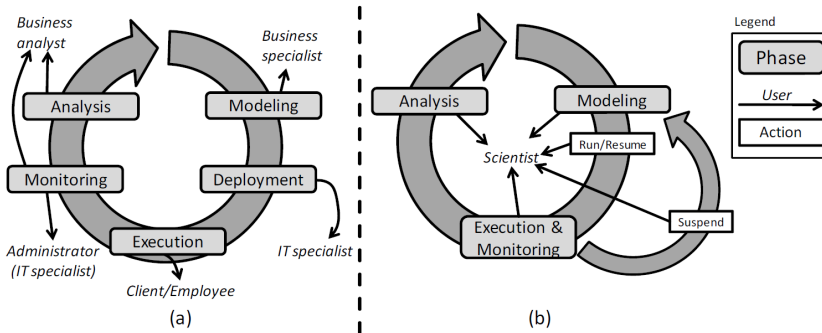 Business
analyst
Business
specialist
Analysis
Modeling
Monitoring
Deployment
Execution
Administrator
(IT specialist)
IT specialist
Client/Employee
(a)
Analysis
Modeling
Run/Resume
Scientist
Execution &
Monitoring
Suspend
(b)
Legend
Phase
User
Action